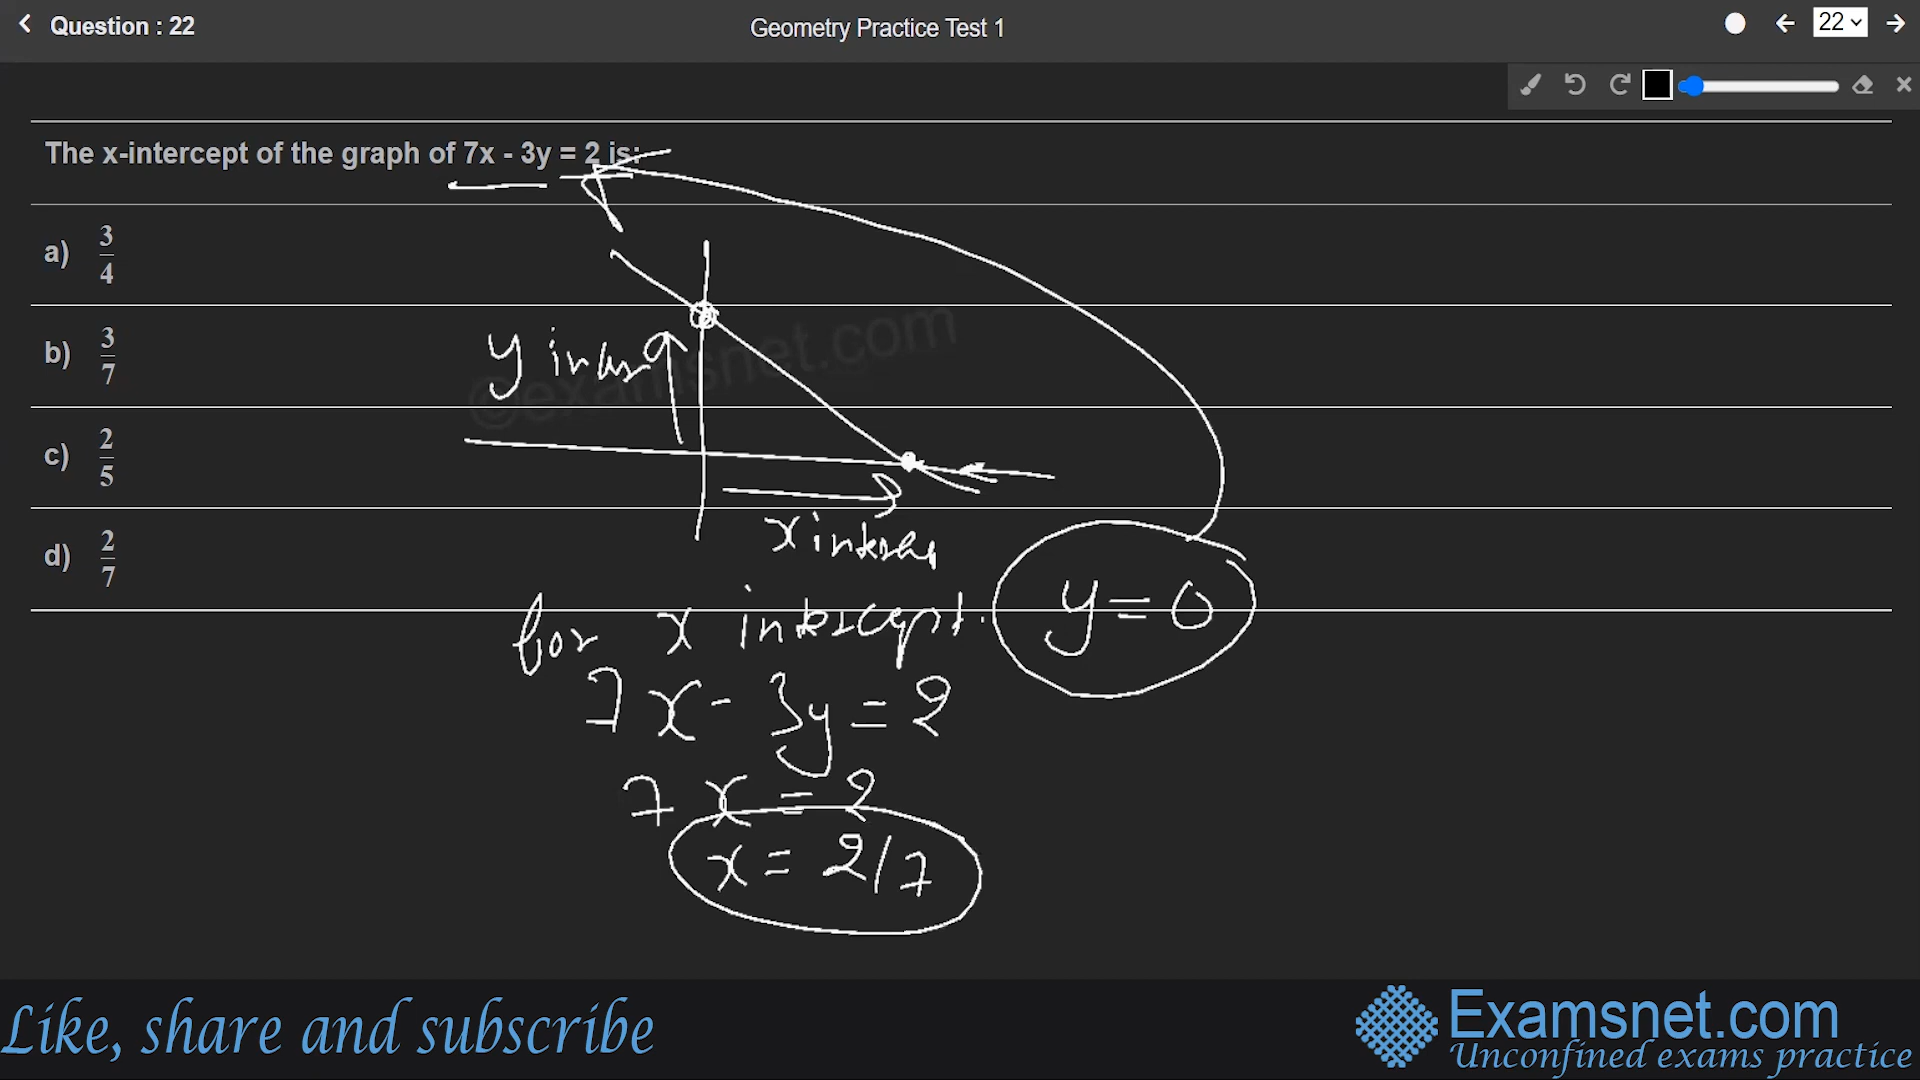 Question : 22
Geometry Practice Test 1
22
The x-intercept of the graph of 7x - 3y = 2 is:
a) 3/4
b) 3/7
c) 2/5
d) 2/7
©examsnet.com
y
x
for x intercept. y = 0
7x - 3y = 2
7x = 2
x = 2/7
Like, share and subscribe
Examsnet.com
Unconfined exams practice